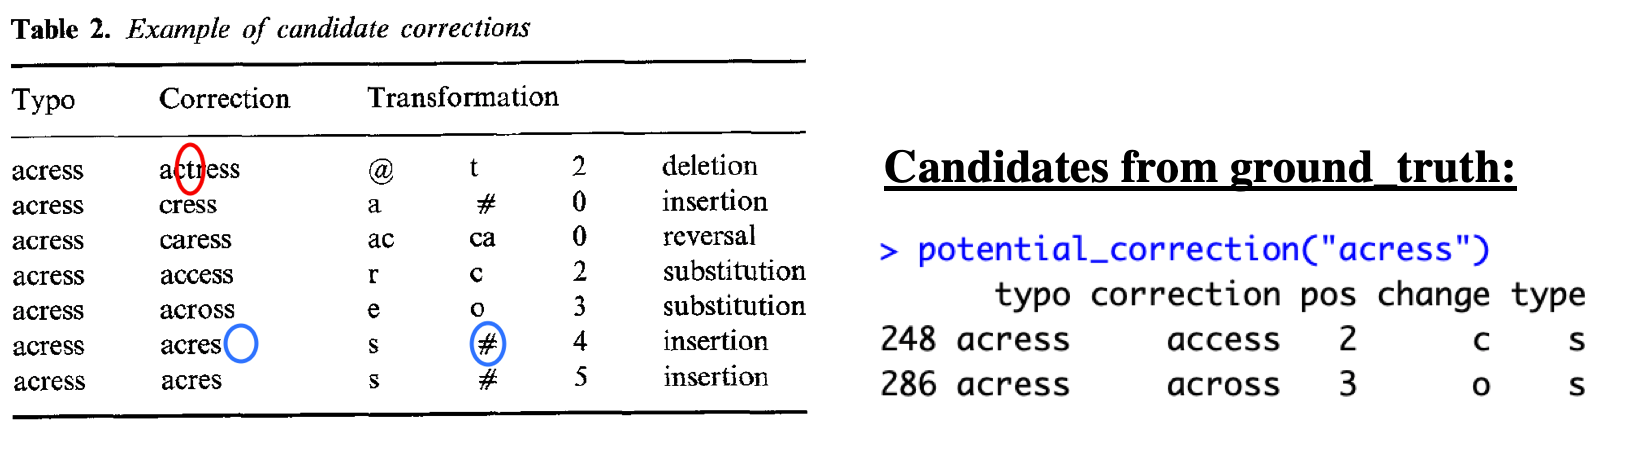 Table 2. Example of candidate corrections
Typo Correction Transformation
acress actress @ t 2 deletion
acress cress a # 0 insertion
acress caress ac ca 0 reversal
acress access r c 2 substitution
acress across e o 3 substitution
acress acres s # 4 insertion
acress acres s # 5 insertion
Candidates from ground_truth:
> potential_correction("acress")
typo correction pos change type
248 acress access 2 c s
286 acress across 3 o s